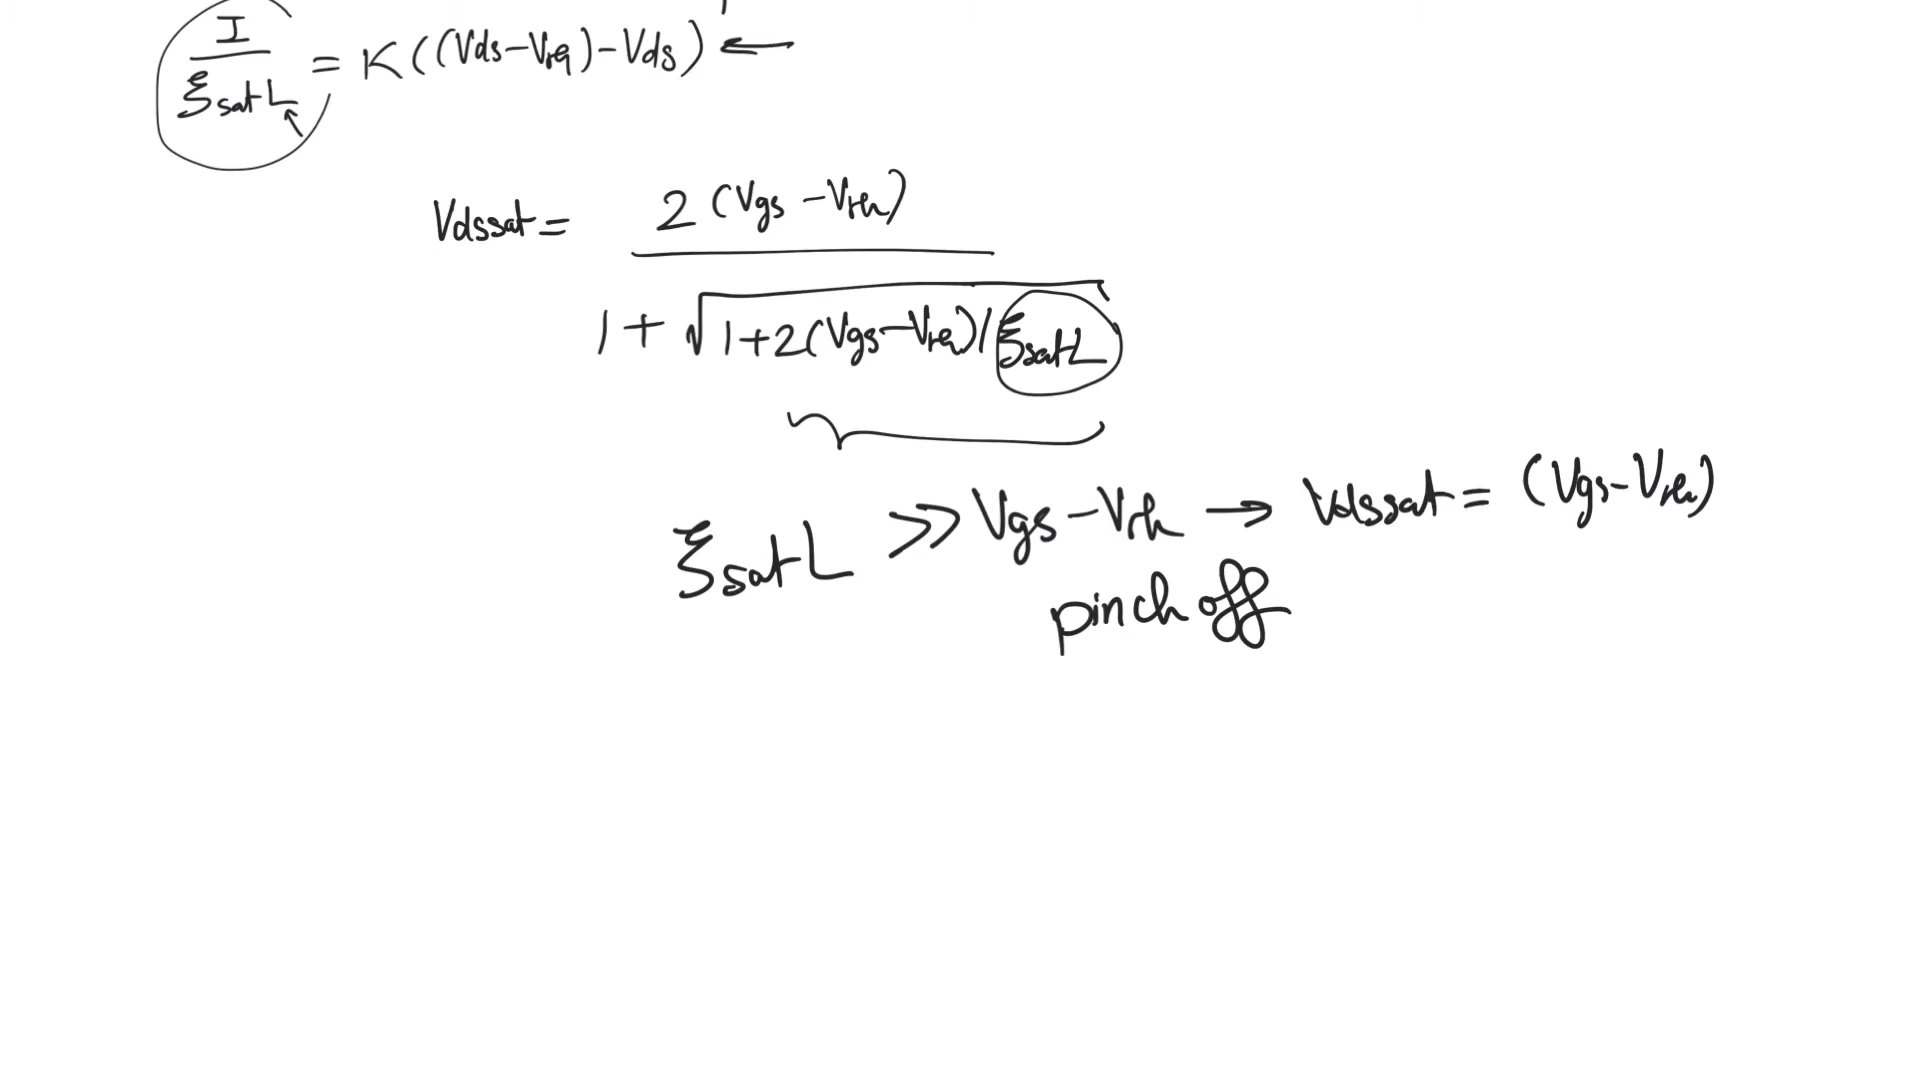 I / ξsat L = K((Vds-Vth)-Vds) ←
Vdssat = 2(Vgs-Vth) / 1+√1+2(Vgs-Vth)/ξsatL
ξsatL >> Vgs-Vth → Vdssat = (Vgs-Vth)
pinch off